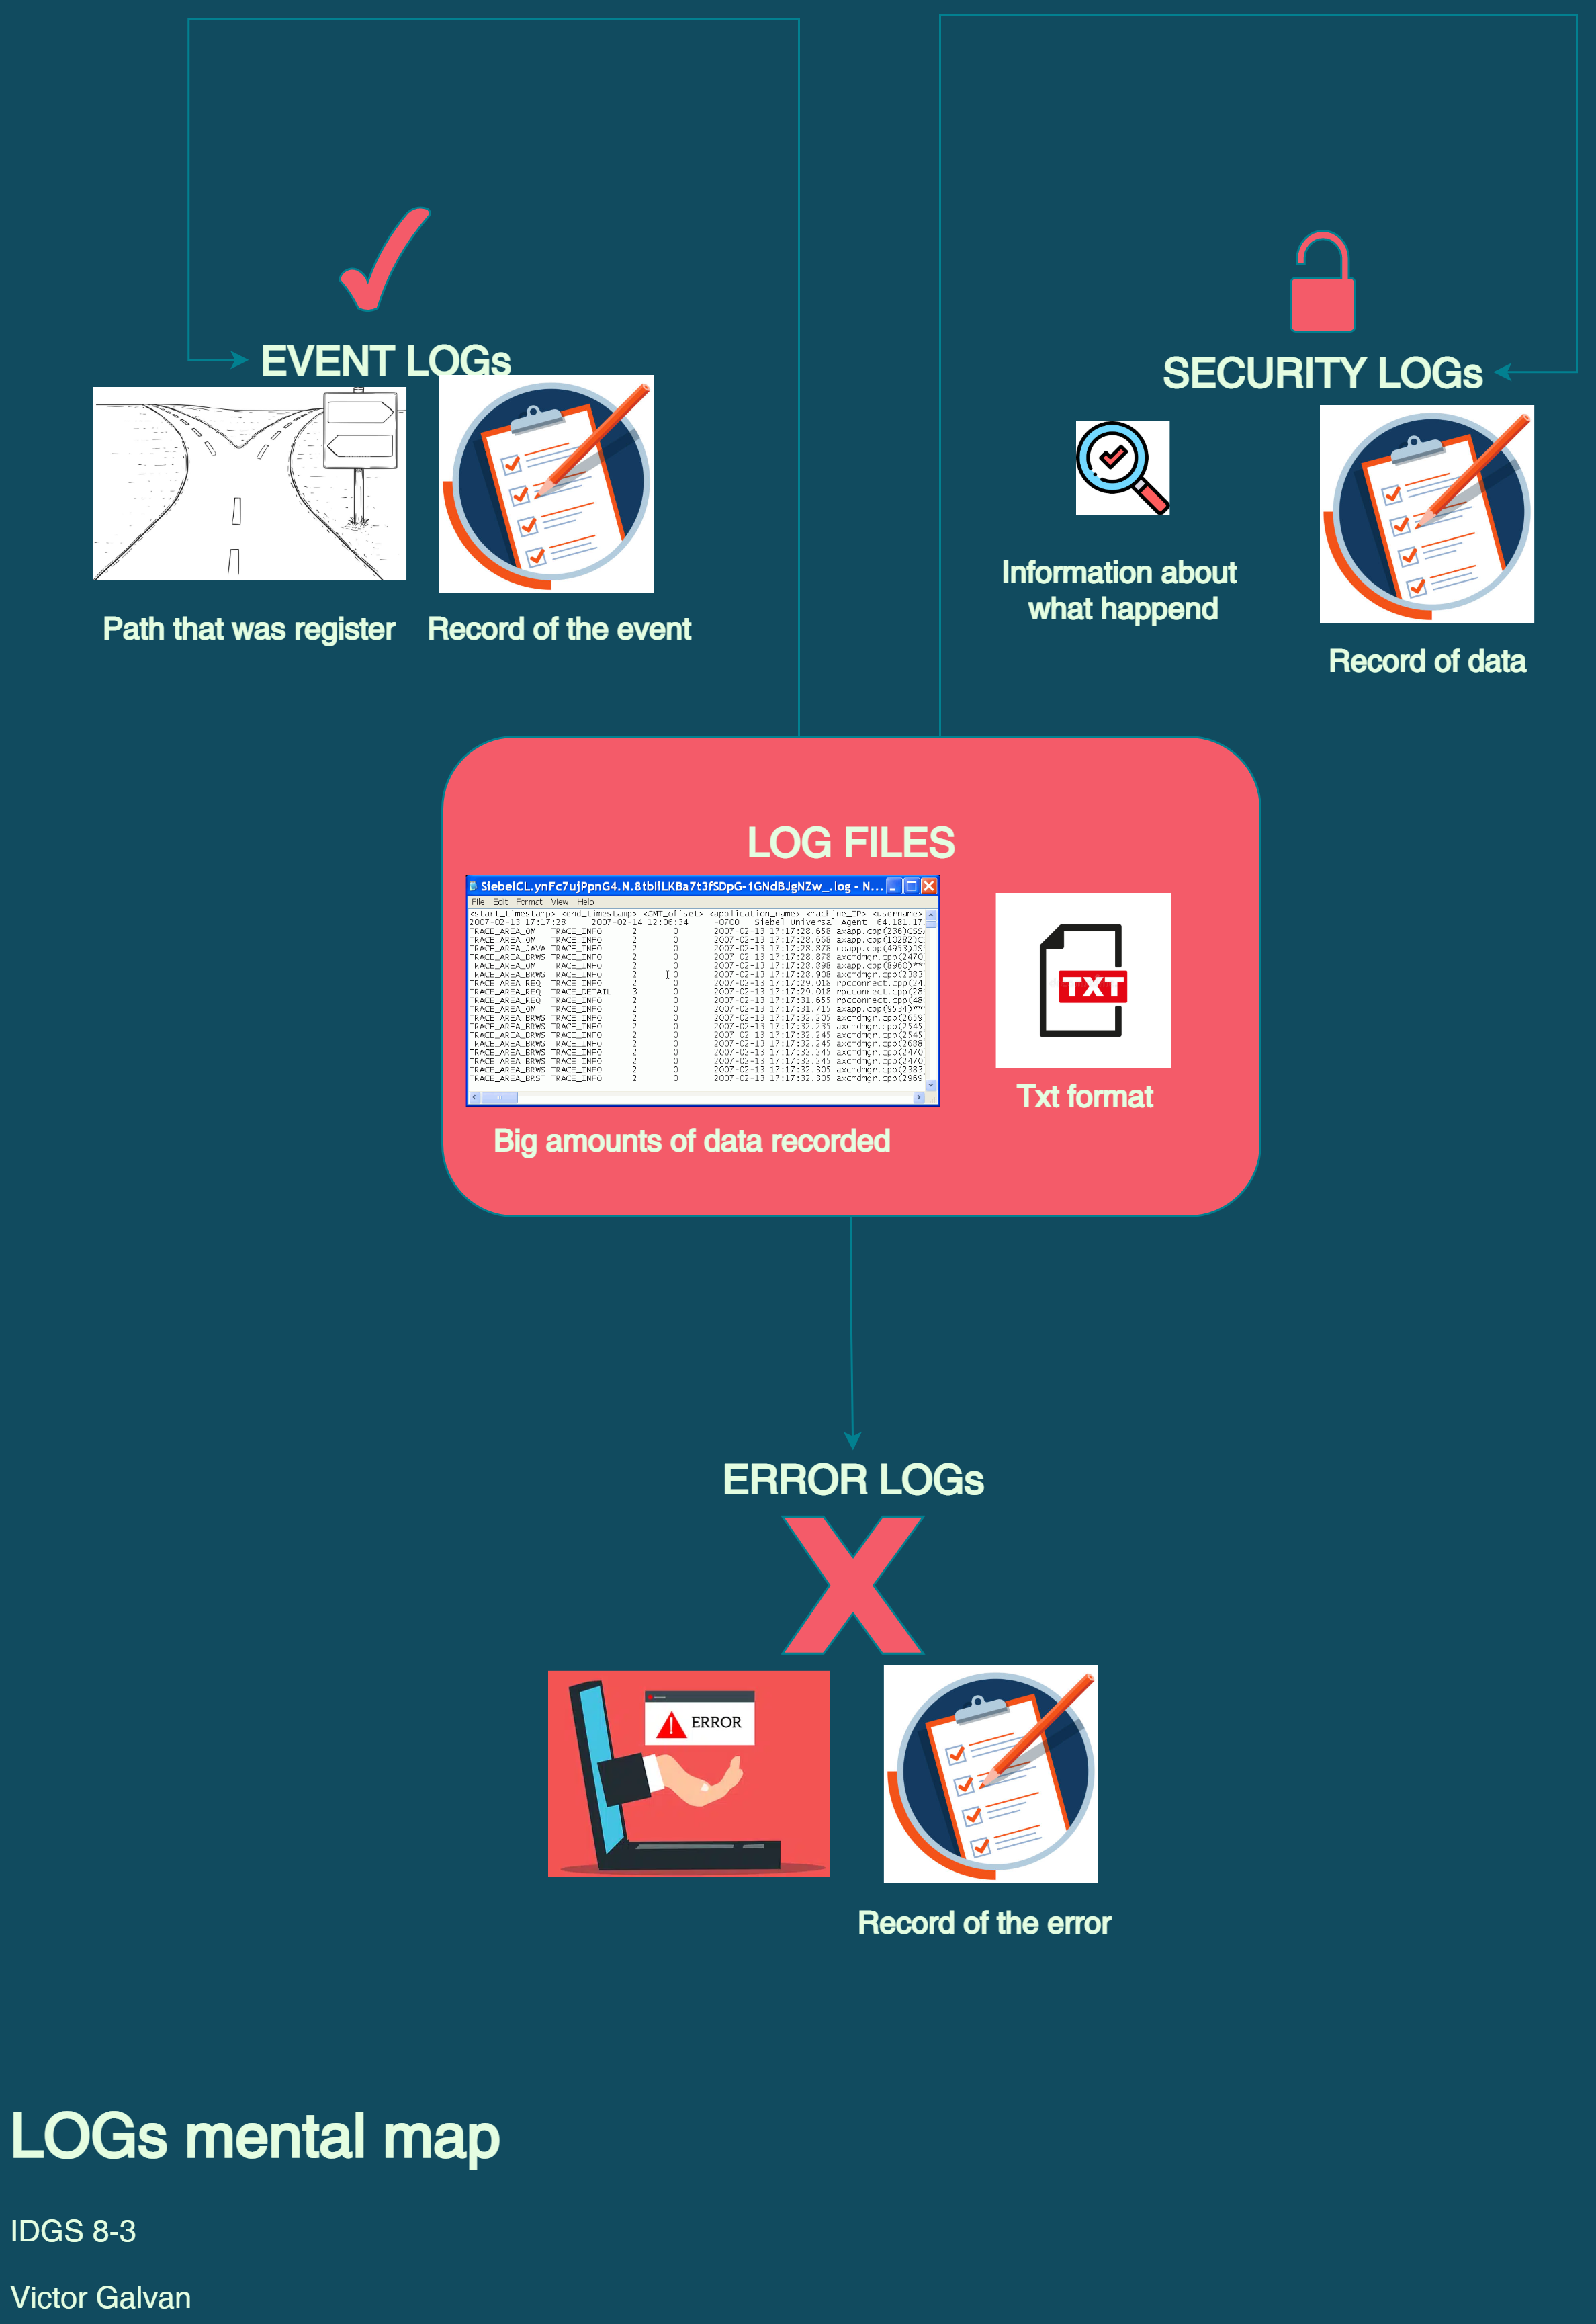 EVENT LOGs
SECURITY LOGs
Path that was register
Record of the event
Information about
what happend
Record of data
LOG FILES
SiebelCL.ynFc7ujPpnG4.N.8tbIiLKBa7t3fSDpG-1GNdBJgNZw_.log - N...
File Edit Format View Help
<start_timestamp> <end_timestamp> <GMT_offset> <application_name> <machine_IP> <username>
2007-02-13 17:17:28 2007-02-14 12:06:34 -0700 Siebel Universal Agent 64.181.17
TRACE_AREA_OM TRACE_INFO 2 0 2007-02-13 17:17:28.658 axapp.cpp(236)CSS
TRACE_AREA_OM TRACE_INFO 2 0 2007-02-13 17:17:28.668 axapp.cpp(10282)C
TRACE_AREA_JAVA TRACE_INFO 2 0 2007-02-13 17:17:28.878 coapp.cpp(4953)JS
TRACE_AREA_BRWS TRACE_INFO 2 0 2007-02-13 17:17:28.878 axcmdmgr.cpp(2470
TRACE_AREA_OM TRACE_INFO 2 0 2007-02-13 17:17:28.898 axapp.cpp(8960)**
TRACE_AREA_BRWS TRACE_INFO 2 0 2007-02-13 17:17:28.908 axcmdmgr.cpp(2383
TRACE_AREA_REQ TRACE_INFO 2 0 2007-02-13 17:17:29.018 rpcconnect.cpp(24
TRACE_AREA_REQ TRACE_DETAIL 3 0 2007-02-13 17:17:29.018 rpcconnect.cpp(28
TRACE_AREA_REQ TRACE_INFO 2 0 2007-02-13 17:17:31.655 rpcconnect.cpp(48
TRACE_AREA_OM TRACE_INFO 2 0 2007-02-13 17:17:31.715 axapp.cpp(9534)**
TRACE_AREA_BRWS TRACE_INFO 2 0 2007-02-13 17:17:32.205 axcmdmgr.cpp(2659
TRACE_AREA_BRWS TRACE_INFO 2 0 2007-02-13 17:17:32.235 axcmdmgr.cpp(2545
TRACE_AREA_BRWS TRACE_INFO 2 0 2007-02-13 17:17:32.245 axcmdmgr.cpp(2545
TRACE_AREA_BRWS TRACE_INFO 2 0 2007-02-13 17:17:32.245 axcmdmgr.cpp(2688
TRACE_AREA_BRWS TRACE_INFO 2 0 2007-02-13 17:17:32.245 axcmdmgr.cpp(2470
TRACE_AREA_BRWS TRACE_INFO 2 0 2007-02-13 17:17:32.245 axcmdmgr.cpp(2470
TRACE_AREA_BRWS TRACE_INFO 2 0 2007-02-13 17:17:32.305 axcmdmgr.cpp(2383
TRACE_AREA_BRST TRACE_INFO 2 0 2007-02-13 17:17:32.305 axcmdmgr.cpp(2969
TXT
Txt format
Big amounts of data recorded
ERROR LOGs
ERROR
Record of the error
LOGs mental map
IDGS 8-3
Victor Galvan